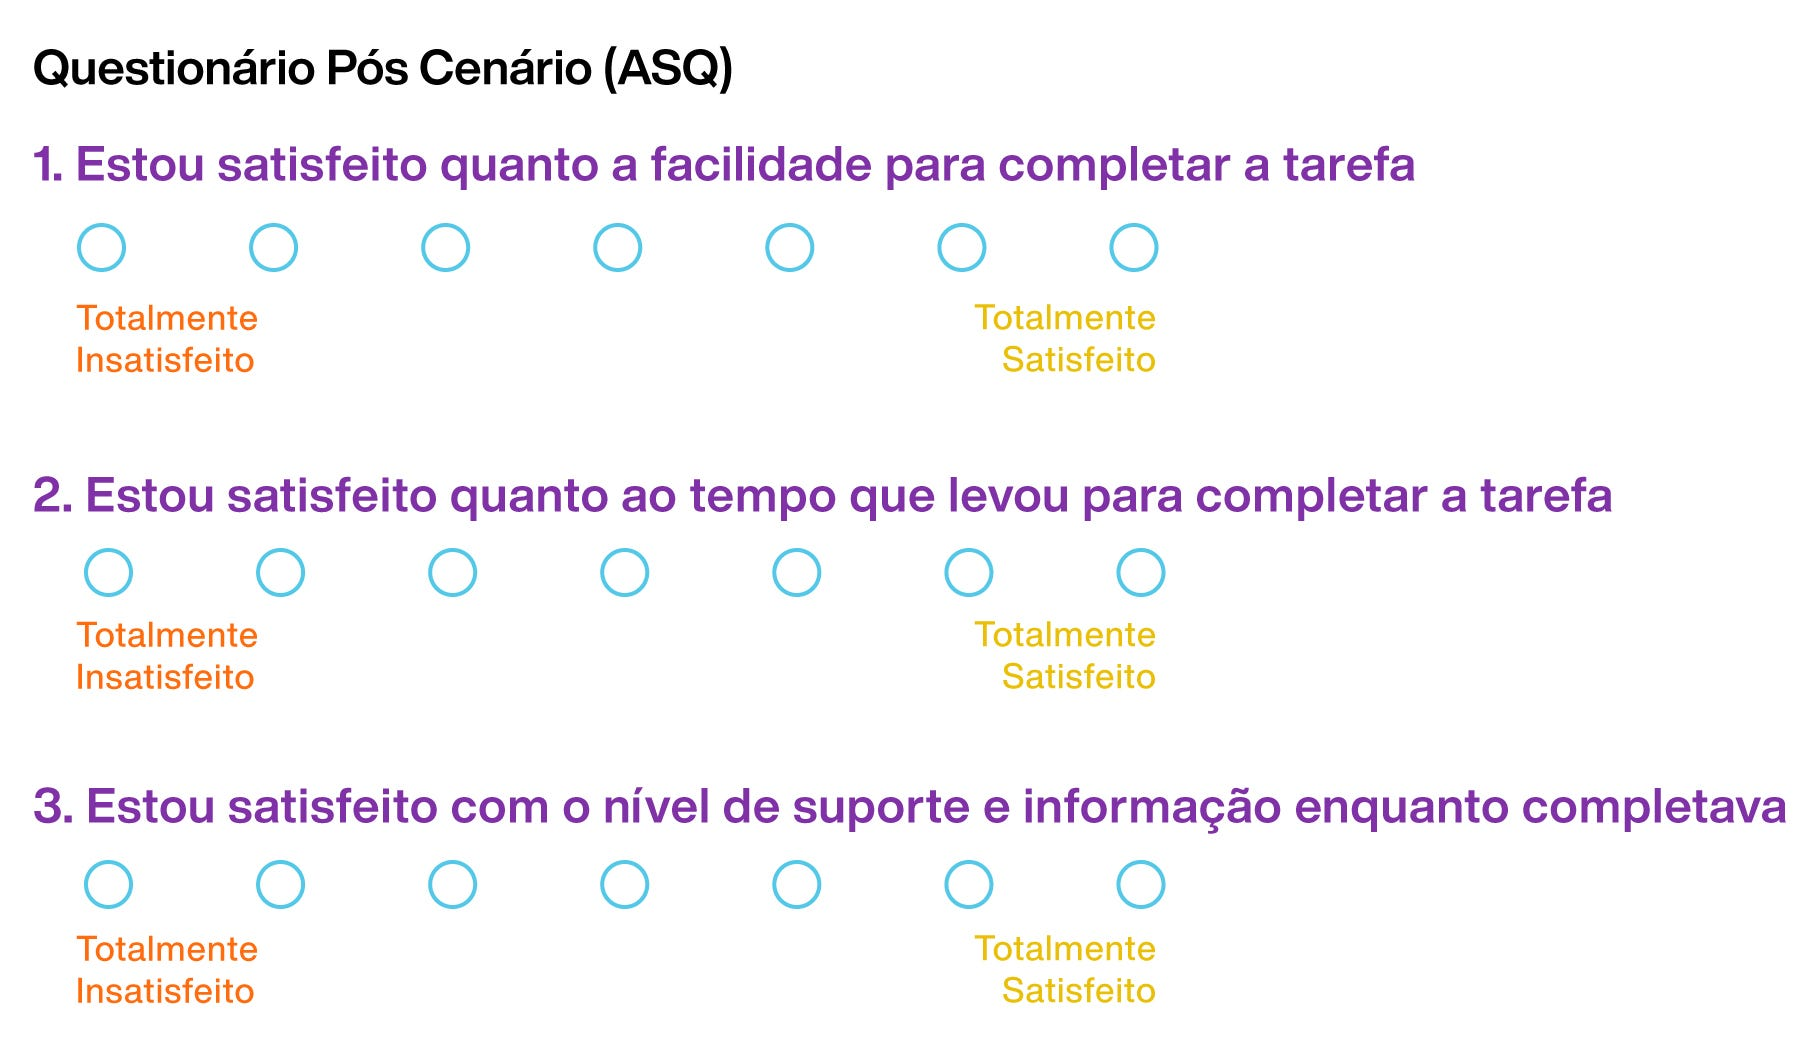 Questionário Pós Cenário (ASQ)
1. Estou satisfeito quanto a facilidade para completar a tarefa
Totalmente
Insatisfeito
Totalmente
Satisfeito
2. Estou satisfeito quanto ao tempo que levou para completar a tarefa
Totalmente
Insatisfeito
Totalmente
Satisfeito
3. Estou satisfeito com o nível de suporte e informação enquanto completava
Totalmente
Insatisfeito
Totalmente
Satisfeito